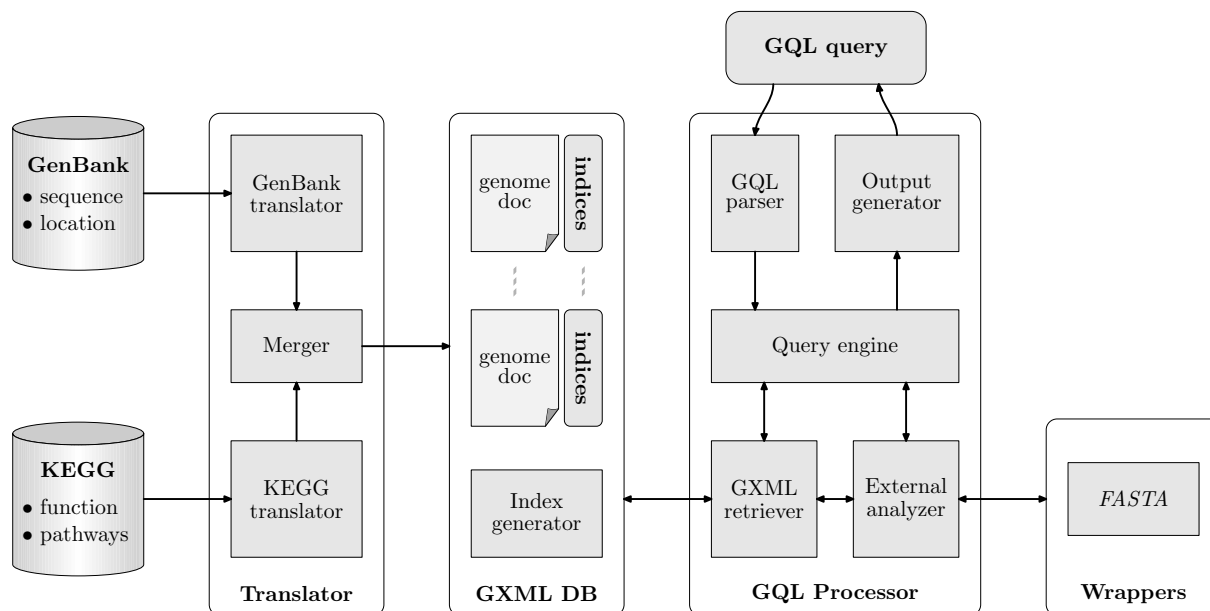 GQL query
GenBank
● sequence
● location
GenBank
translator
genome
doc
indices
GQL
parser
Output
generator
Merger
genome
doc
indices
Query engine
KEGG
● function
● pathways
KEGG
translator
Index
generator
GXML
retriever
External
analyzer
FASTA
Translator
GXML DB
GQL Processor
Wrappers